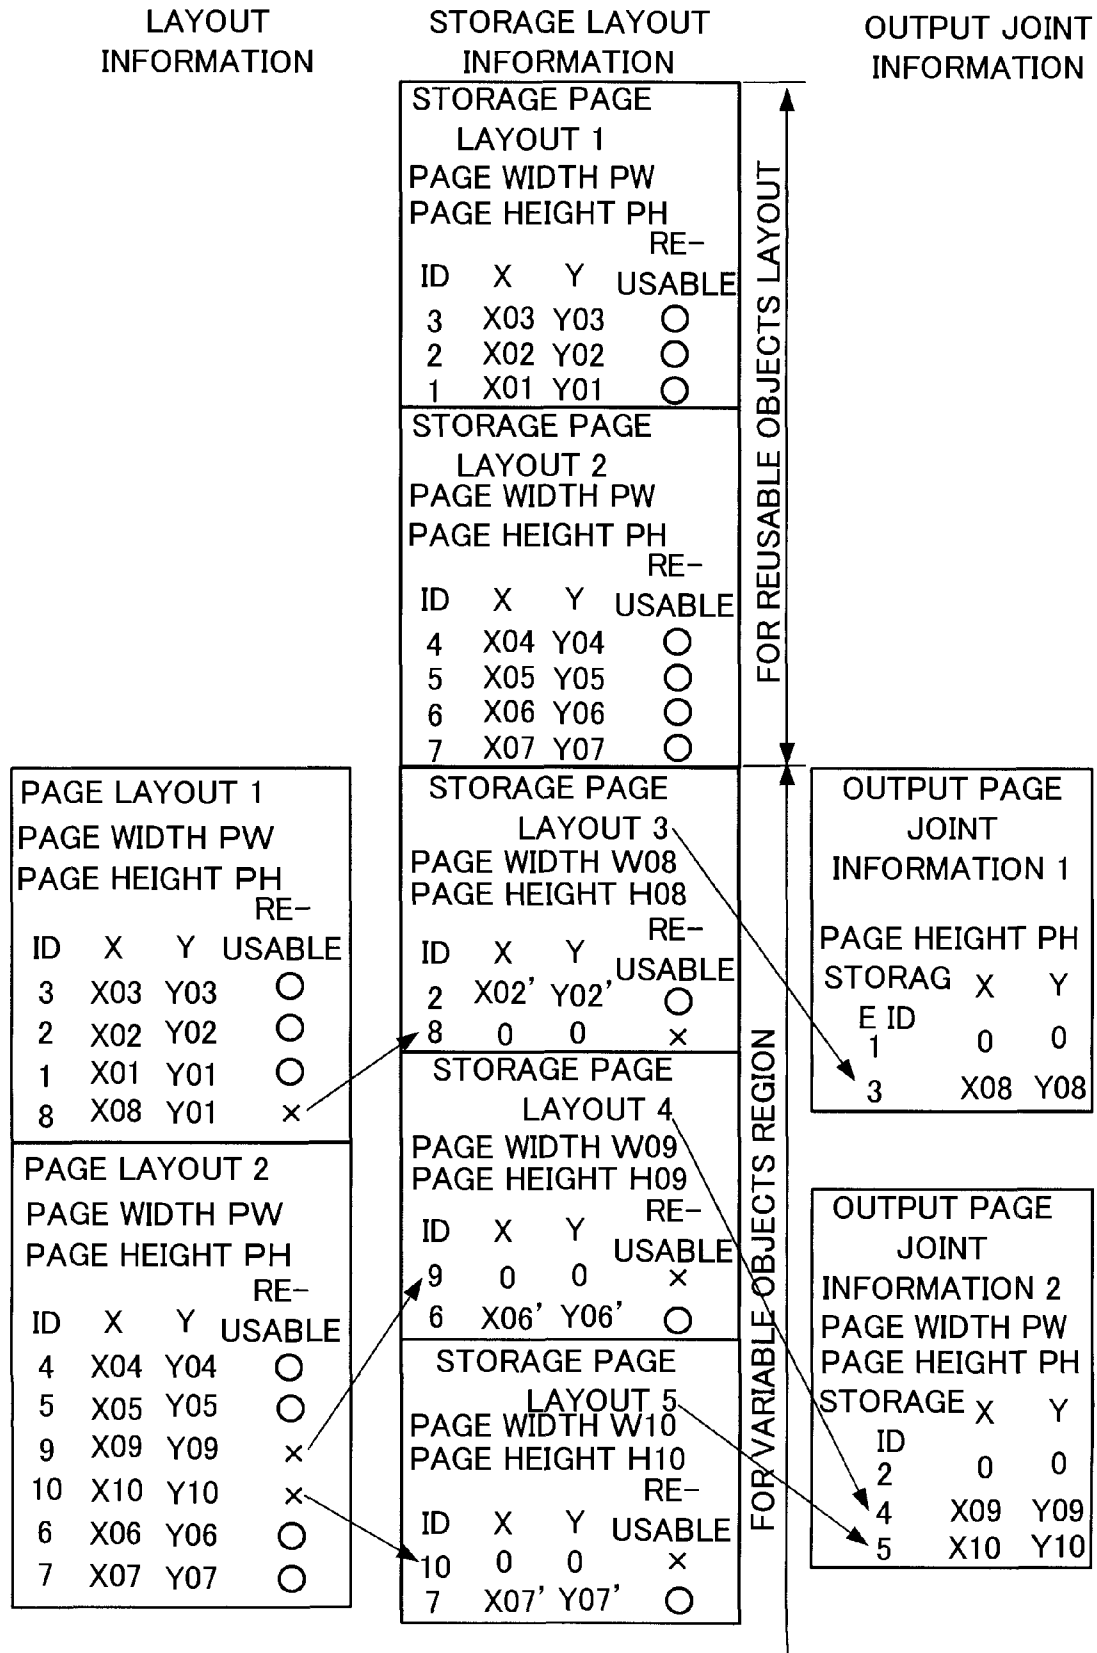 LAYOUT
INFORMATION
STORAGE LAYOUT
INFORMATION
OUTPUT JOINT
INFORMATION
STORAGE PAGE
LAYOUT 1
PAGE WIDTH PW
PAGE HEIGHT PH
RE-
ID X Y USABLE
3 X03 Y03 ○
2 X02 Y02 ○
1 X01 Y01 ○
STORAGE PAGE
LAYOUT 2
PAGE WIDTH PW
PAGE HEIGHT PH
RE-
ID X Y USABLE
4 X04 Y04 ○
5 X05 Y05 ○
6 X06 Y06 ○
7 X07 Y07 ○
FOR REUSABLE OBJECTS LAYOUT
PAGE LAYOUT 1
PAGE WIDTH PW
PAGE HEIGHT PH
RE-
ID X Y USABLE
3 X03 Y03 ○
2 X02 Y02 ○
1 X01 Y01 ○
8 X08 Y01 ×
PAGE LAYOUT 2
PAGE WIDTH PW
PAGE HEIGHT PH
RE-
ID X Y USABLE
4 X04 Y04 ○
5 X05 Y05 ○
9 X09 Y09 ×
10 X10 Y10 ×
6 X06 Y06 ○
7 X07 Y07 ○
STORAGE PAGE
LAYOUT 3
PAGE WIDTH W08
PAGE HEIGHT H08
RE-
ID X Y USABLE
2 X02' Y02' ○
8 0 0 ×
STORAGE PAGE
LAYOUT 4
PAGE WIDTH W09
PAGE HEIGHT H09
RE-
ID X Y USABLE
9 0 0 ×
6 X06' Y06' ○
STORAGE PAGE
LAYOUT 5
PAGE WIDTH W10
PAGE HEIGHT H10
RE-
ID X Y USABLE
10 0 0 ×
7 X07' Y07' ○
FOR VARIABLE OBJECTS REGION
OUTPUT PAGE
JOINT
INFORMATION 1
PAGE HEIGHT PH
STORAG X Y
E ID
1 0 0
3 X08 Y08
OUTPUT PAGE
JOINT
INFORMATION 2
PAGE WIDTH PW
PAGE HEIGHT PH
STORAGE X Y
ID
2 0 0
4 X09 Y09
5 X10 Y10